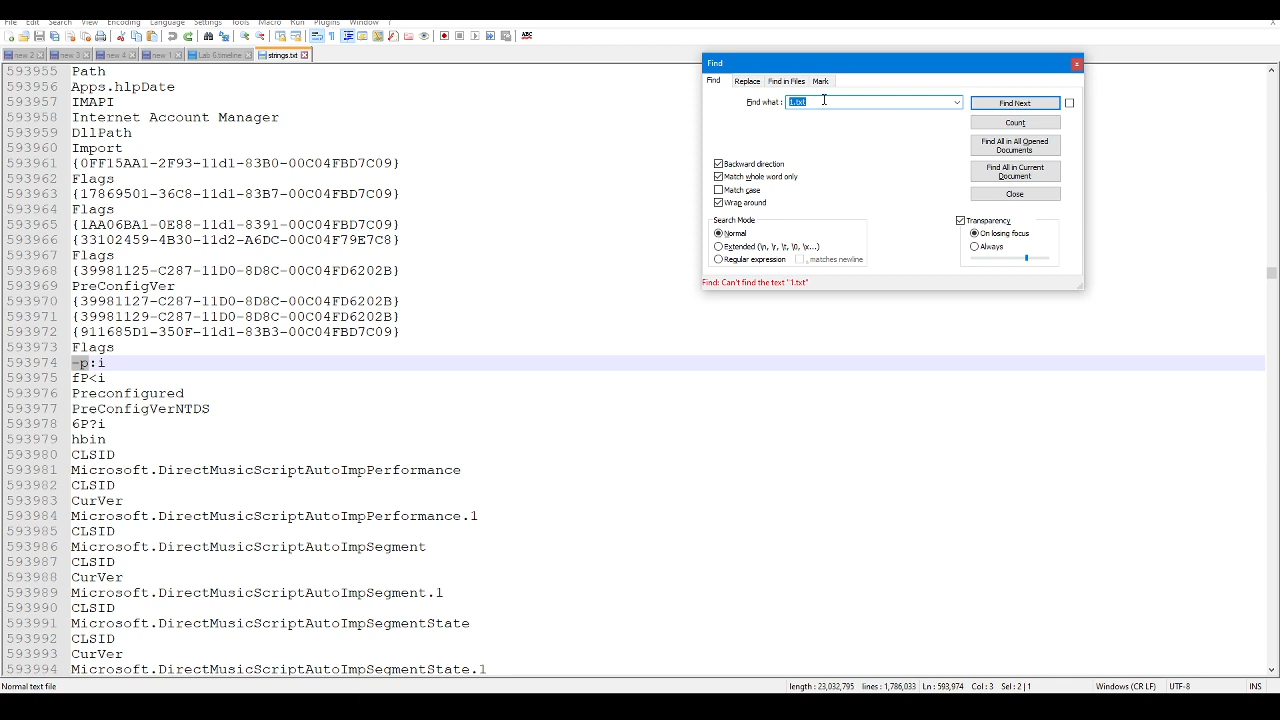 File Edit Search View Encoding Language Settings Tools Macro Run Plugins Window ? X
new 2 new 3 new 4 new 1 Lab 6 timeline strings.txt
593955 Path
593956 Apps.hlpDate
593957 IMAPI
593958 Internet Account Manager
593959 DllPath
593960 Import
593961 {0FF15AA1-2F93-11d1-83B0-00C04FBD7C09}
593962 Flags
593963 {17869501-36C8-11d1-83B7-00C04FBD7C09}
593964 Flags
593965 {1AA06BA1-0E88-11d1-8391-00C04FBD7C09}
593966 {33102459-4B30-11d2-A6DC-00C04F79E7C8}
593967 Flags
593968 {39981125-C287-11D0-8D8C-00C04FD6202B}
593969 PreConfigVer
593970 {39981127-C287-11D0-8D8C-00C04FD6202B}
593971 {39981129-C287-11D0-8D8C-00C04FD6202B}
593972 {911685D1-350F-11d1-83B3-00C04FBD7C09}
593973 Flags
593974 -p:i
593975 fP<i
593976 Preconfigured
593977 PreConfigVerNTDS
593978 6P?i
593979 hbin
593980 CLSID
593981 Microsoft.DirectMusicScriptAutoImpPerformance
593982 CLSID
593983 CurVer
593984 Microsoft.DirectMusicScriptAutoImpPerformance.1
593985 CLSID
593986 Microsoft.DirectMusicScriptAutoImpSegment
593987 CLSID
593988 CurVer
593989 Microsoft.DirectMusicScriptAutoImpSegment.1
593990 CLSID
593991 Microsoft.DirectMusicScriptAutoImpSegmentState
593992 CLSID
593993 CurVer
593994 Microsoft.DirectMusicScriptAutoImpSegmentState.1
Find
Find Replace Find in Files Mark
Find what : 1.txt
Find Next
Count
Find All in All Opened
Documents
Find All in Current
Document
Close
Backward direction
Match whole word only
Match case
Wrap around
Search Mode
Normal
Extended (\n, \r, \t, \0, \x...)
Regular expression . matches newline
Transparency
On losing focus
Always
Find: Can't find the text "1.txt"
Normal text file length : 23,032,795 lines : 1,786,033 Ln : 593,974 Col : 3 Sel : 2 | 1 Windows (CR LF) UTF-8 INS